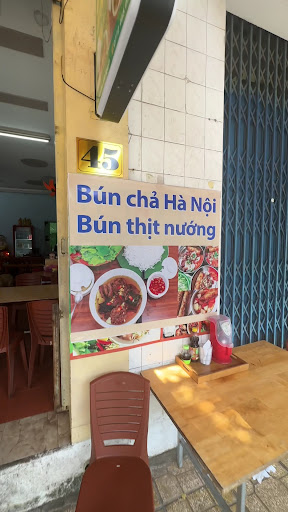 45
Bún chả Hà Nội
Bún thịt nướng